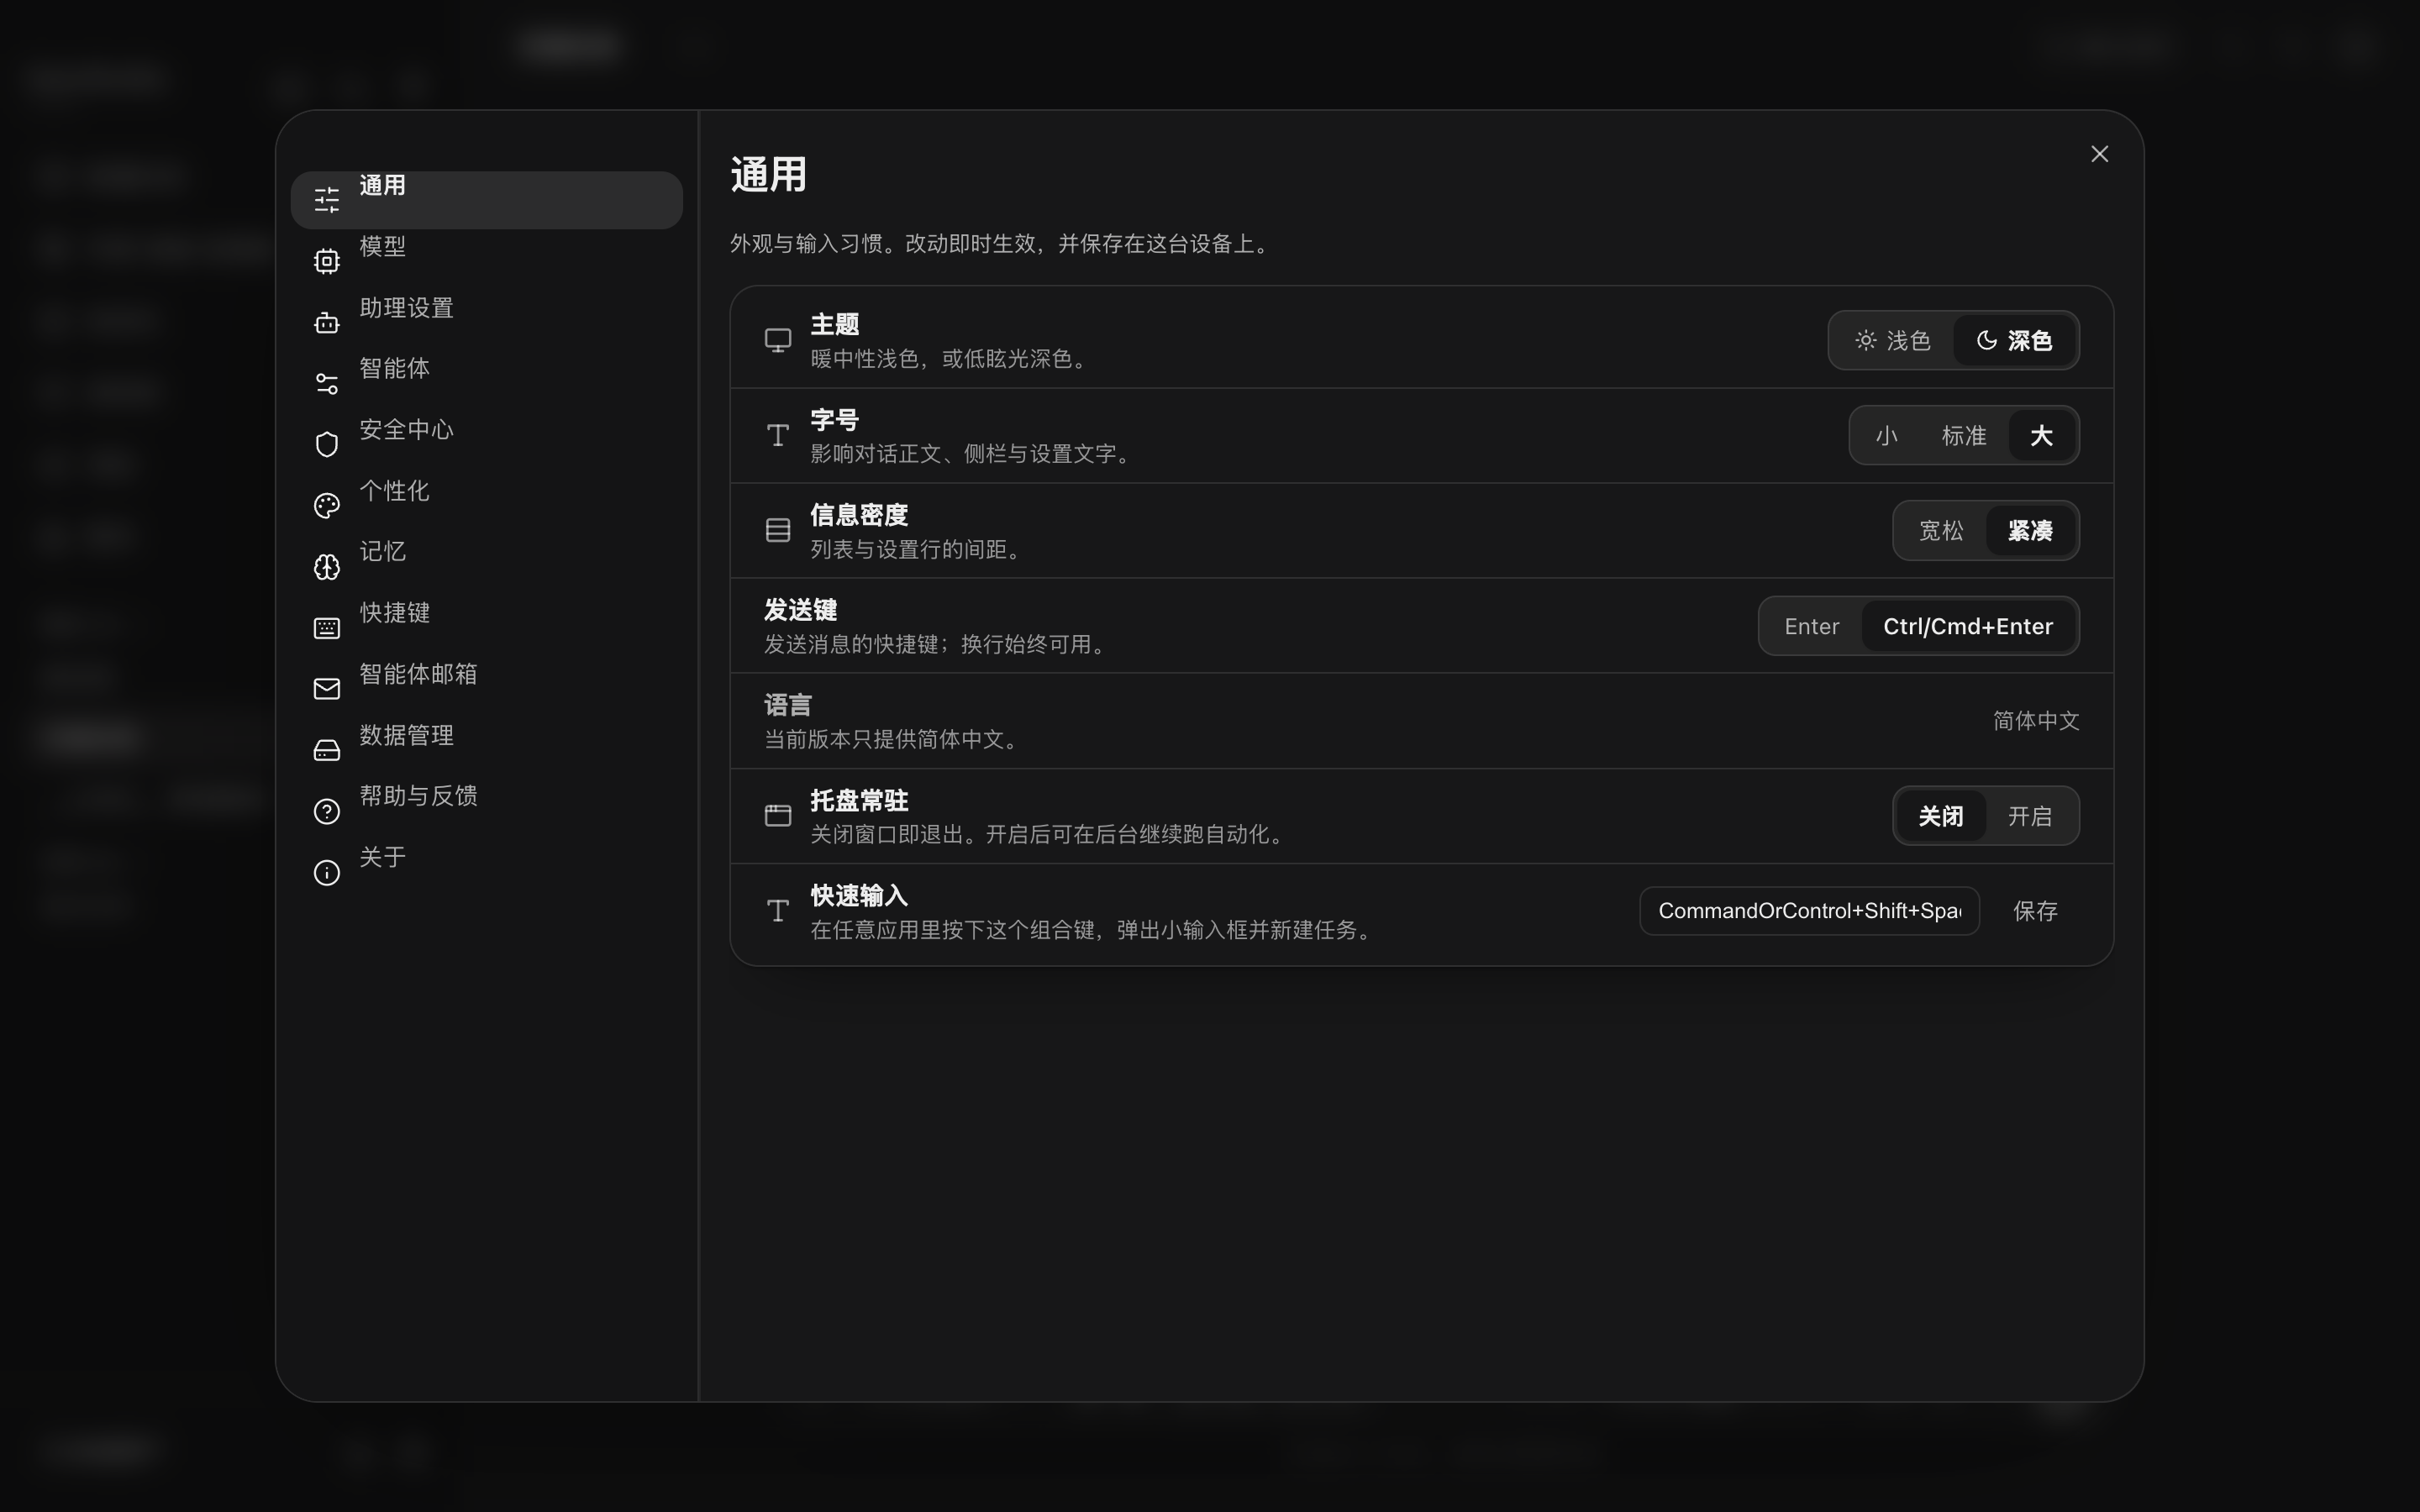 通用
模型
助理设置
智能体
安全中心
个性化
记忆
快捷键
智能体邮箱
数据管理
帮助与反馈
关于
通用
外观与输入习惯。改动即时生效，并保存在这台设备上。
主题
暖中性浅色，或低眩光深色。
浅色 深色
字号
影响对话正文、侧栏与设置文字。
小 标准 大
信息密度
列表与设置行的间距。
宽松 紧凑
发送键
发送消息的快捷键；换行始终可用。
Enter Ctrl/Cmd+Enter
语言
当前版本只提供简体中文。
简体中文
托盘常驻
关闭窗口即退出。开启后可在后台继续跑自动化。
关闭 开启
快速输入
在任意应用里按下这个组合键，弹出小输入框并新建任务。
CommandOrControl+Shift+Spa
保存